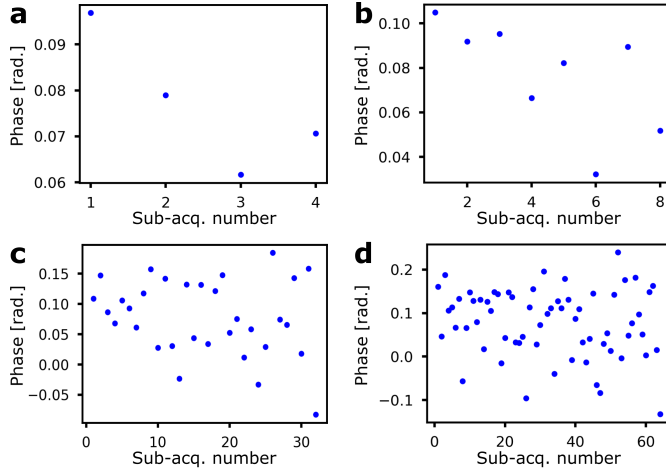 a
0.09
0.08
0.07
0.06
1 2 3 4
Phase [rad.]
Sub-acq. number
b
0.10
0.08
0.06
0.04
2 4 6 8
Phase [rad.]
Sub-acq. number
c
0.15
0.10
0.05
0.00
−0.05
0 10 20 30
Phase [rad.]
Sub-acq. number
d
0.2
0.1
0.0
−0.1
0 20 40 60
Phase [rad.]
Sub-acq. number